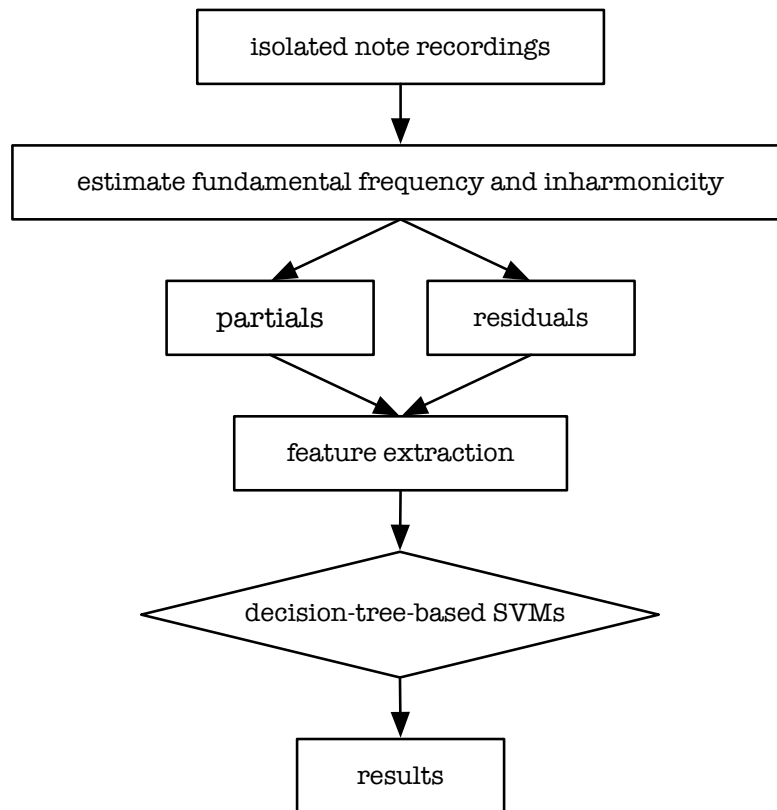 isolated note recordings
estimate fundamental frequency and inharmonicity
partials
residuals
feature extraction
decision-tree-based SVMs
results